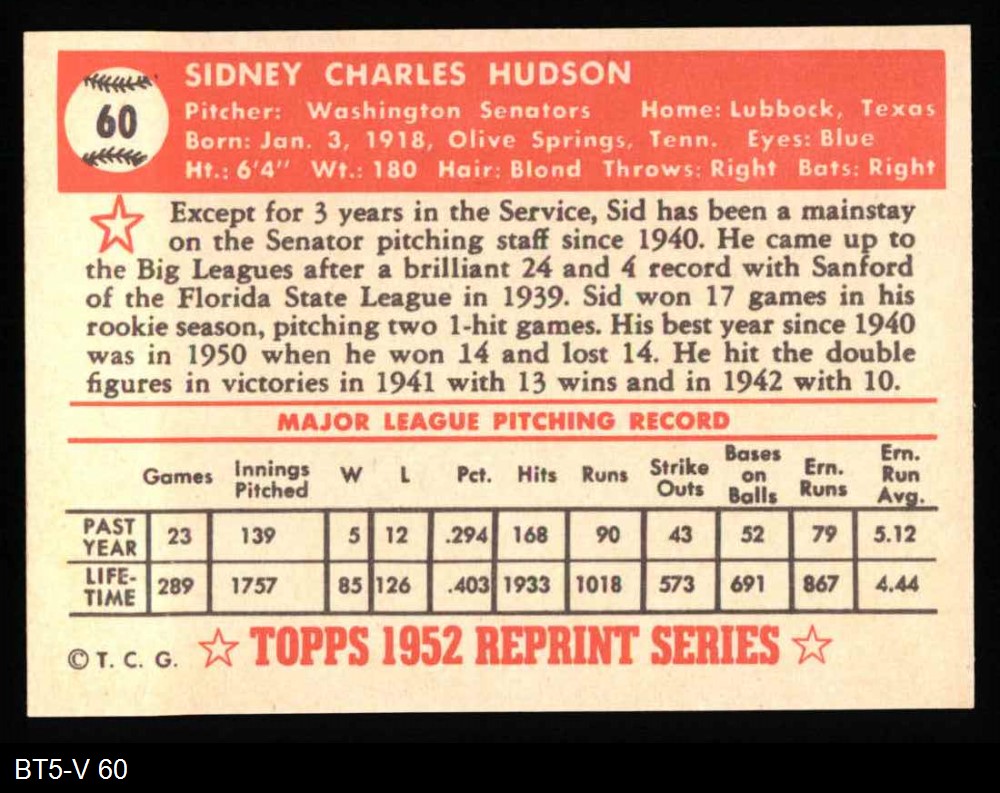 60
SIDNEY CHARLES HUDSON
Pitcher: Washington Senators Home: Lubbock, Texas
Born: Jan. 3, 1918, Olive Springs, Tenn. Eyes: Blue
Ht.: 6'4" Wt.: 180 Hair: Blond Throws: Right Bats: Right
Except for 3 years in the Service, Sid has been a mainstay
on the Senator pitching staff since 1940. He came up to
the Big Leagues after a brilliant 24 and 4 record with Sanford
of the Florida State League in 1939. Sid won 17 games in his
rookie season, pitching two 1-hit games. His best year since 1940
was in 1950 when he won 14 and lost 14. He hit the double
figures in victories in 1941 with 13 wins and in 1942 with 10.
MAJOR LEAGUE PITCHING RECORD
Games Innings Pitched W L Pct. Hits Runs Strike Outs Bases on Balls Ern. Runs Ern. Run Avg.
PAST YEAR 23 139 5 12 .294 168 90 43 52 79 5.12
LIFE-TIME 289 1757 85 126 .403 1933 1018 573 691 867 4.44
© T. C. G. TOPPS 1952 REPRINT SERIES
BT5-V 60